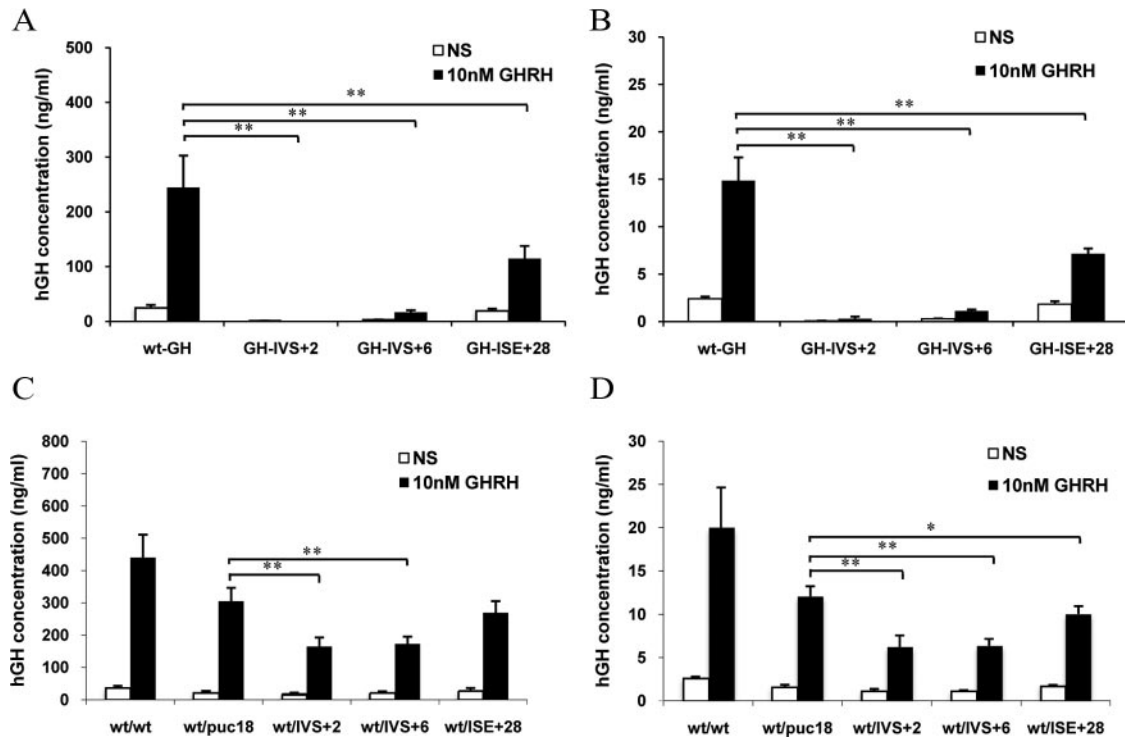 A
NS
10nM GHRH
hGH concentration (ng/ml)
500
400
300
200
100
0
**
**
**
wt-GH GH-IVS+2 GH-IVS+6 GH-ISE+28
B
NS
10nM GHRH
hGH concentration (ng/ml)
30
25
20
15
10
5
0
**
**
**
wt-GH GH-IVS+2 GH-IVS+6 GH-ISE+28
C
NS
10nM GHRH
hGH concentration (ng/ml)
800
700
600
500
400
300
200
100
0
**
**
wt/wt wt/puc18 wt/IVS+2 wt/IVS+6 wt/ISE+28
D
NS
10nM GHRH
hGH concentration (ng/ml)
30
25
20
15
10
5
0
*
**
**
wt/wt wt/puc18 wt/IVS+2 wt/IVS+6 wt/ISE+28